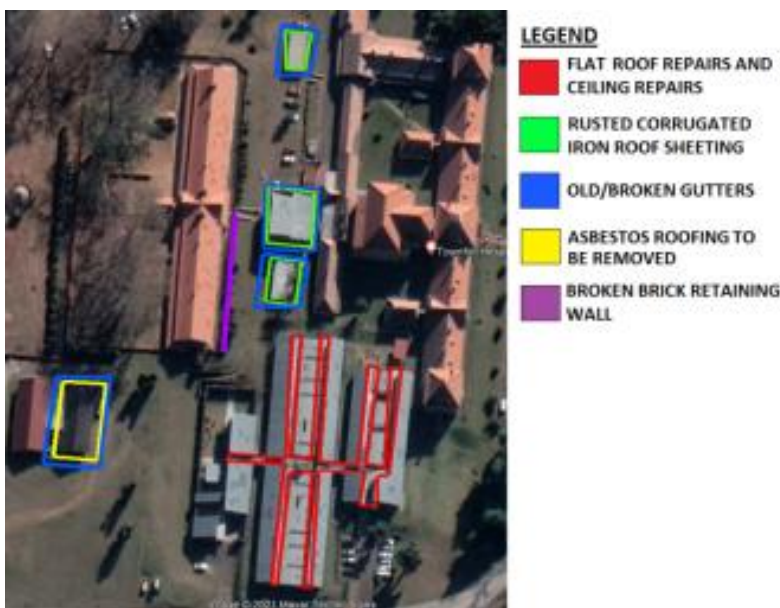 LEGEND
FLAT ROOF REPAIRS AND
CEILING REPAIRS
RUSTED CORRUGATED
IRON ROOF SHEETING
OLD/BROKEN GUTTERS
ASBESTOS ROOFING TO
BE REMOVED
BROKEN BRICK RETAINING
WALL